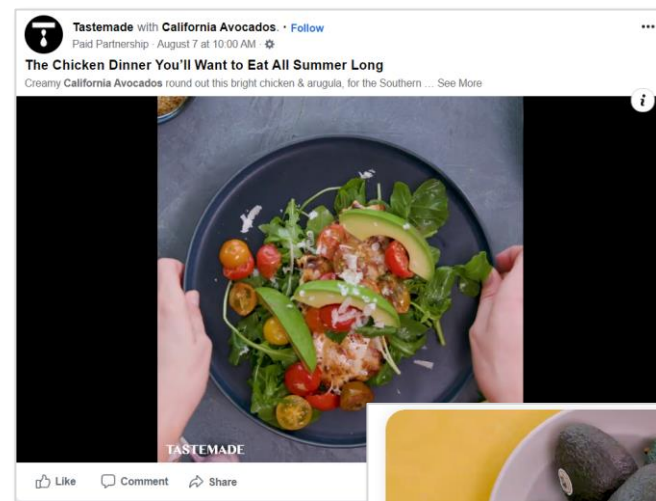 Tastemade with California Avocados. · Follow
Paid Partnership · August 7 at 10:00 AM ·
The Chicken Dinner You'll Want to Eat All Summer Long
Creamy California Avocados round out this bright chicken & arugula, for the Southern ... See More
i
TASTEMADE
Like Comment Share